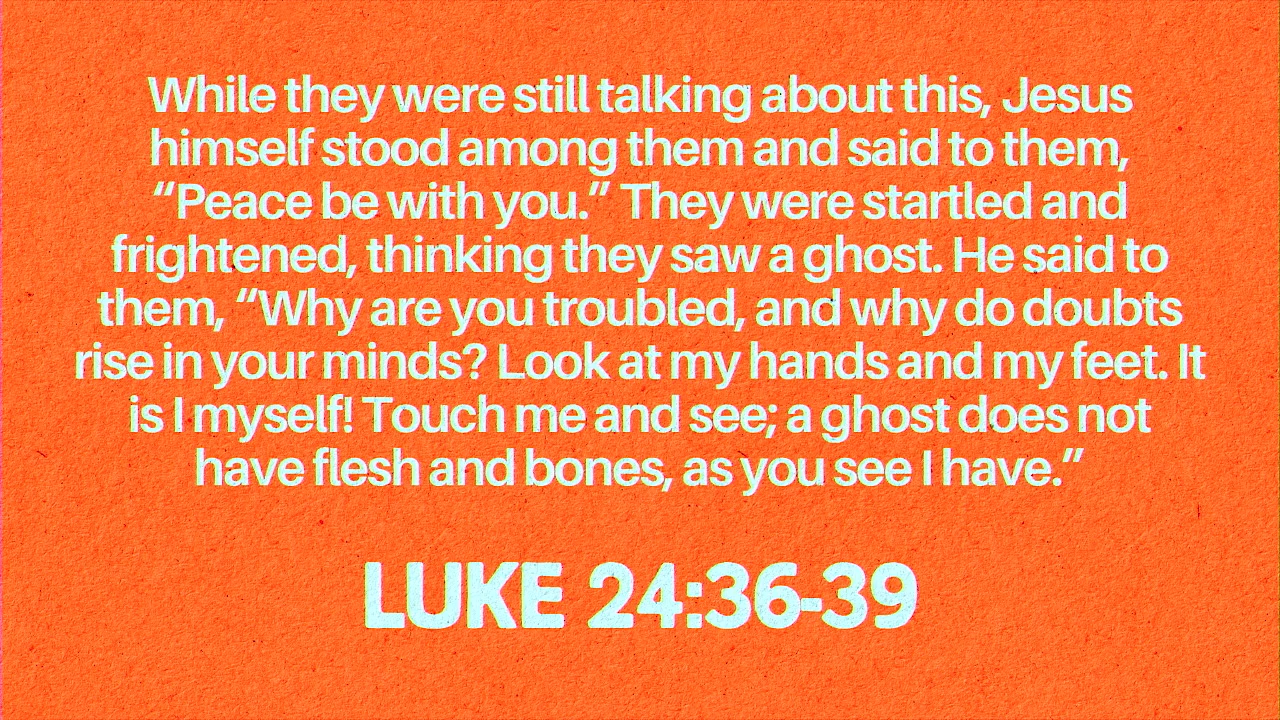 While they were still talking about this, Jesus
himself stood among them and said to them,
“Peace be with you.” They were startled and
frightened, thinking they saw a ghost. He said to
them, “Why are you troubled, and why do doubts
rise in your minds? Look at my hands and my feet. It
is I myself! Touch me and see; a ghost does not
have flesh and bones, as you see I have.”
LUKE 24:36-39